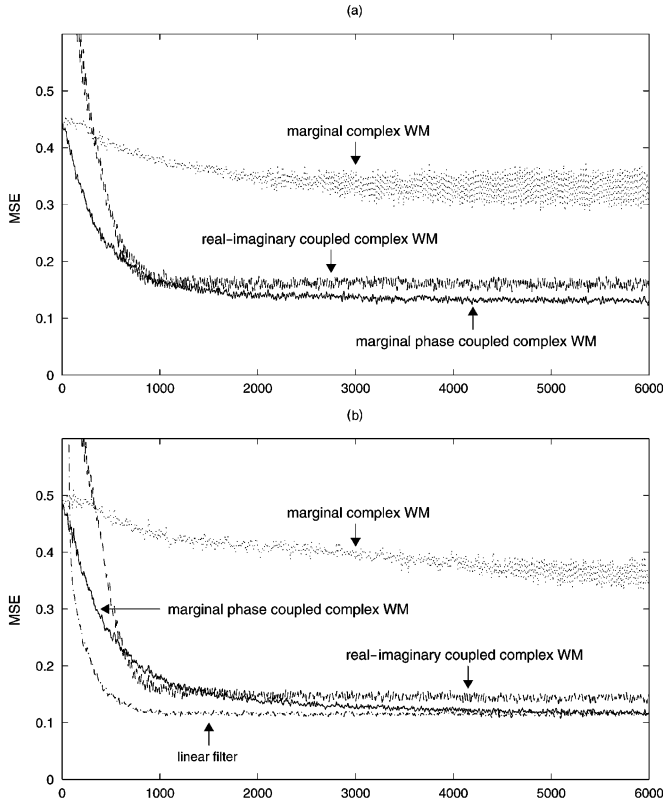 (a)
0.5
0.4
0.3
0.2
0.1
0
MSE
marginal complex WM
real-imaginary coupled complex WM
marginal phase coupled complex WM
0 1000 2000 3000 4000 5000 6000
(b)
0.5
0.4
0.3
0.2
0.1
0
MSE
marginal complex WM
marginal phase coupled complex WM
real-imaginary coupled complex WM
linear filter
0 1000 2000 3000 4000 5000 6000